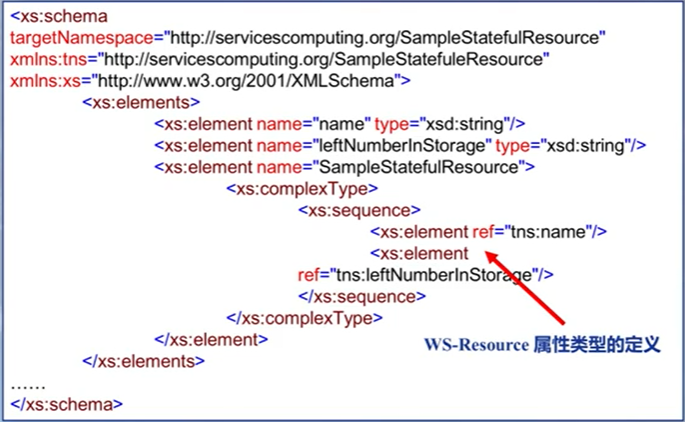 <xs:schema
targetNamespace="http://servicescomputing.org/SampleStatefulResource"
xmlns:tns="http://servicescomputing.org/SampleStatefuleResource"
xmlns:xs="http://www.w3.org/2001/XMLSchema">
<xs:elements>
<xs:element name="name" type="xsd:string"/>
<xs:element name="leftNumberInStorage" type="xsd:string"/>
<xs:element name="SampleStatefulResource">
<xs:complexType>
<xs:sequence>
<xs:element ref="tns:name"/>
<xs:element
ref="tns:leftNumberInStorage"/>
</xs:sequence>
</xs:complexType>
</xs:element>
WS-Resource 属性类型的定义
</xs:elements>
……
</xs:schema>